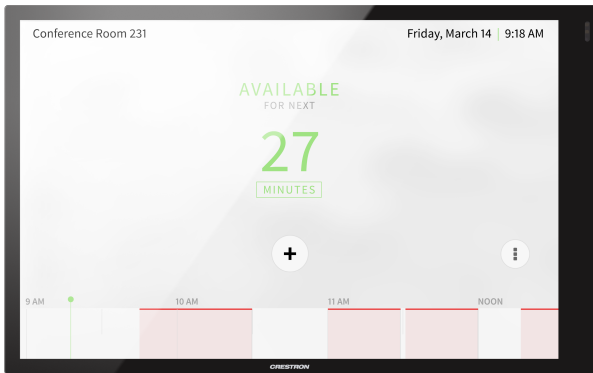 Conference Room 231
Friday, March 14 | 9:18 AM
AVAILABLE
FOR NEXT
27
MINUTES
9 AM
10 AM
11 AM
NOON
CRESTRON